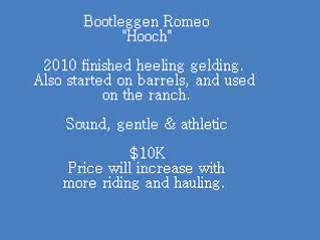 Bootleggen Romeo
"Hooch"
2010 finished heeling gelding.
Also started on barrels, and used
on the ranch.
Sound, gentle & athletic
$10K
Price will increase with
more riding and hauling.